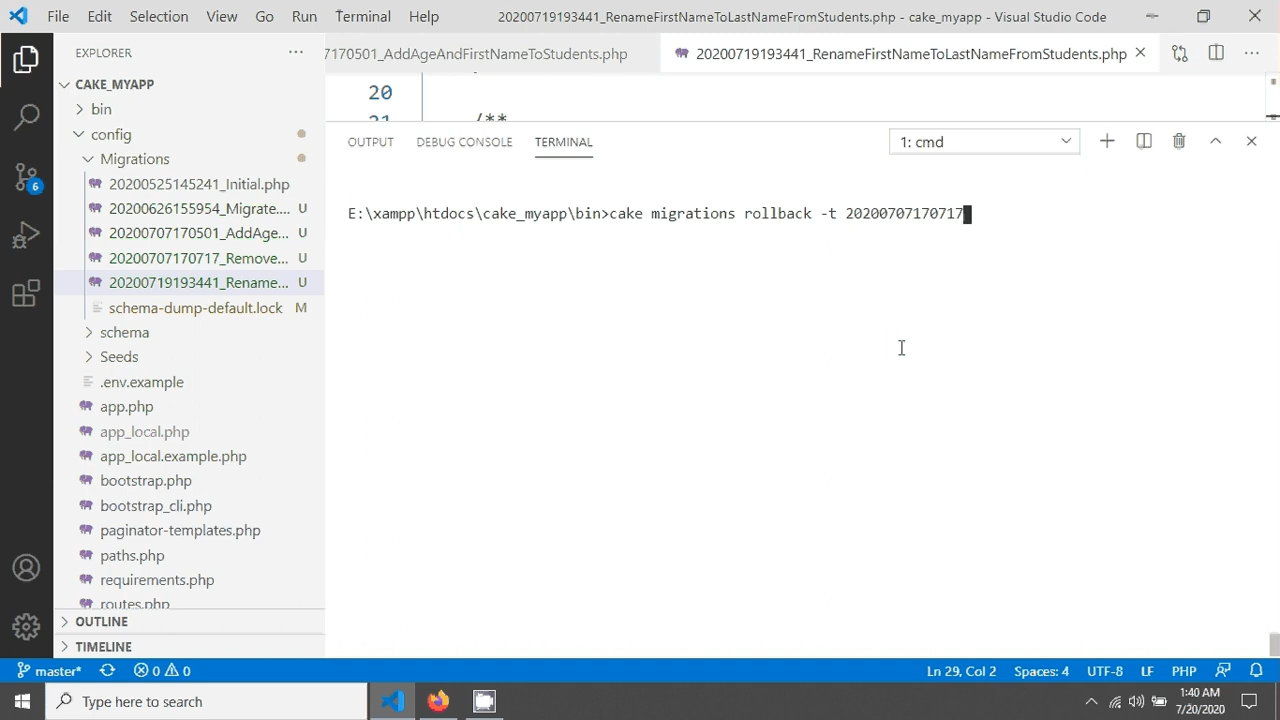 File Edit Selection View Go Run Terminal Help 20200719193441_RenameFirstNameToLastNameFromStudents.php - cake_myapp - Visual Studio Code
EXPLORER
7170501_AddAgeAndFirstNameToStudents.php 20200719193441_RenameFirstNameToLastNameFromStudents.php
CAKE_MYAPP
bin
config
Migrations
20200525145241_Initial.php
20200626155954_Migrate.... U
20200707170501_AddAge... U
20200707170717_Remove... U
20200719193441_Rename... U
schema-dump-default.lock M
schema
Seeds
.env.example
app.php
app_local.php
app_local.example.php
bootstrap.php
bootstrap_cli.php
paginator-templates.php
paths.php
requirements.php
routes.php
OUTLINE
TIMELINE
6
20
21 /**
OUTPUT DEBUG CONSOLE TERMINAL 1: cmd
E:\xampp\htdocs\cake_myapp\bin>cake migrations rollback -t 20200707170717
master* 0 0 Ln 29, Col 2 Spaces: 4 UTF-8 LF PHP
Type here to search
1:40 AM
7/20/2020